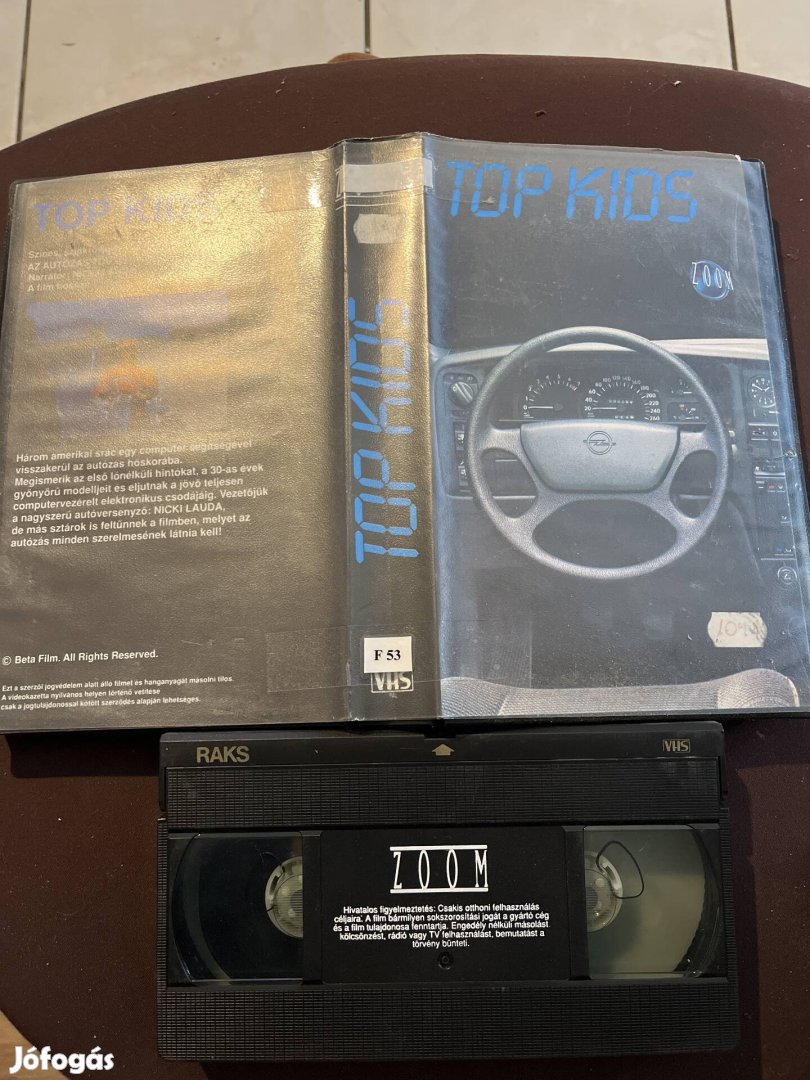 TOP KIDS
Színes,
AZ AUTÓZÁS
Narrátor:
A film
Három amerikai srác egy computer segítségével
visszakerül az autózás hőskorába.
Megismerik az első lónélküli hintókat, a 30-as évek
gyönyörű modelljeit és eljutnak a jövő teljesen
computervezérelt elektronikus csodájáig. Vezetőjük
a nagyszerű autóversenyző: NICKI LAUDA,
de más sztárok is feltűnnek a filmben, melyet az
autózás minden szerelmesének látnia kell!
© Beta Film. All Rights Reserved.
Ezt a szerzői jogvédelem alatt álló filmet és hanganyagát másolni tilos.
A videokazetta nyilvános helyen történő vetítése
csak a jogtulajdonossal kötött szerződés alapján lehetséges.
TOP KIDS
F 53
VHS
TOP KIDS
ZOOM
RAKS
VHS
ZOOM
Hivatalos figyelmeztetés: Csakis otthoni felhasználás
céljaira. A film bármilyen sokszorosítási jogát a gyártó cég
és a film tulajdonosa fenntartja. Engedély nélküli másolást
kölcsönzést, rádió vagy TV felhasználást, bemutatást a
törvény bünteti.
Jófogás